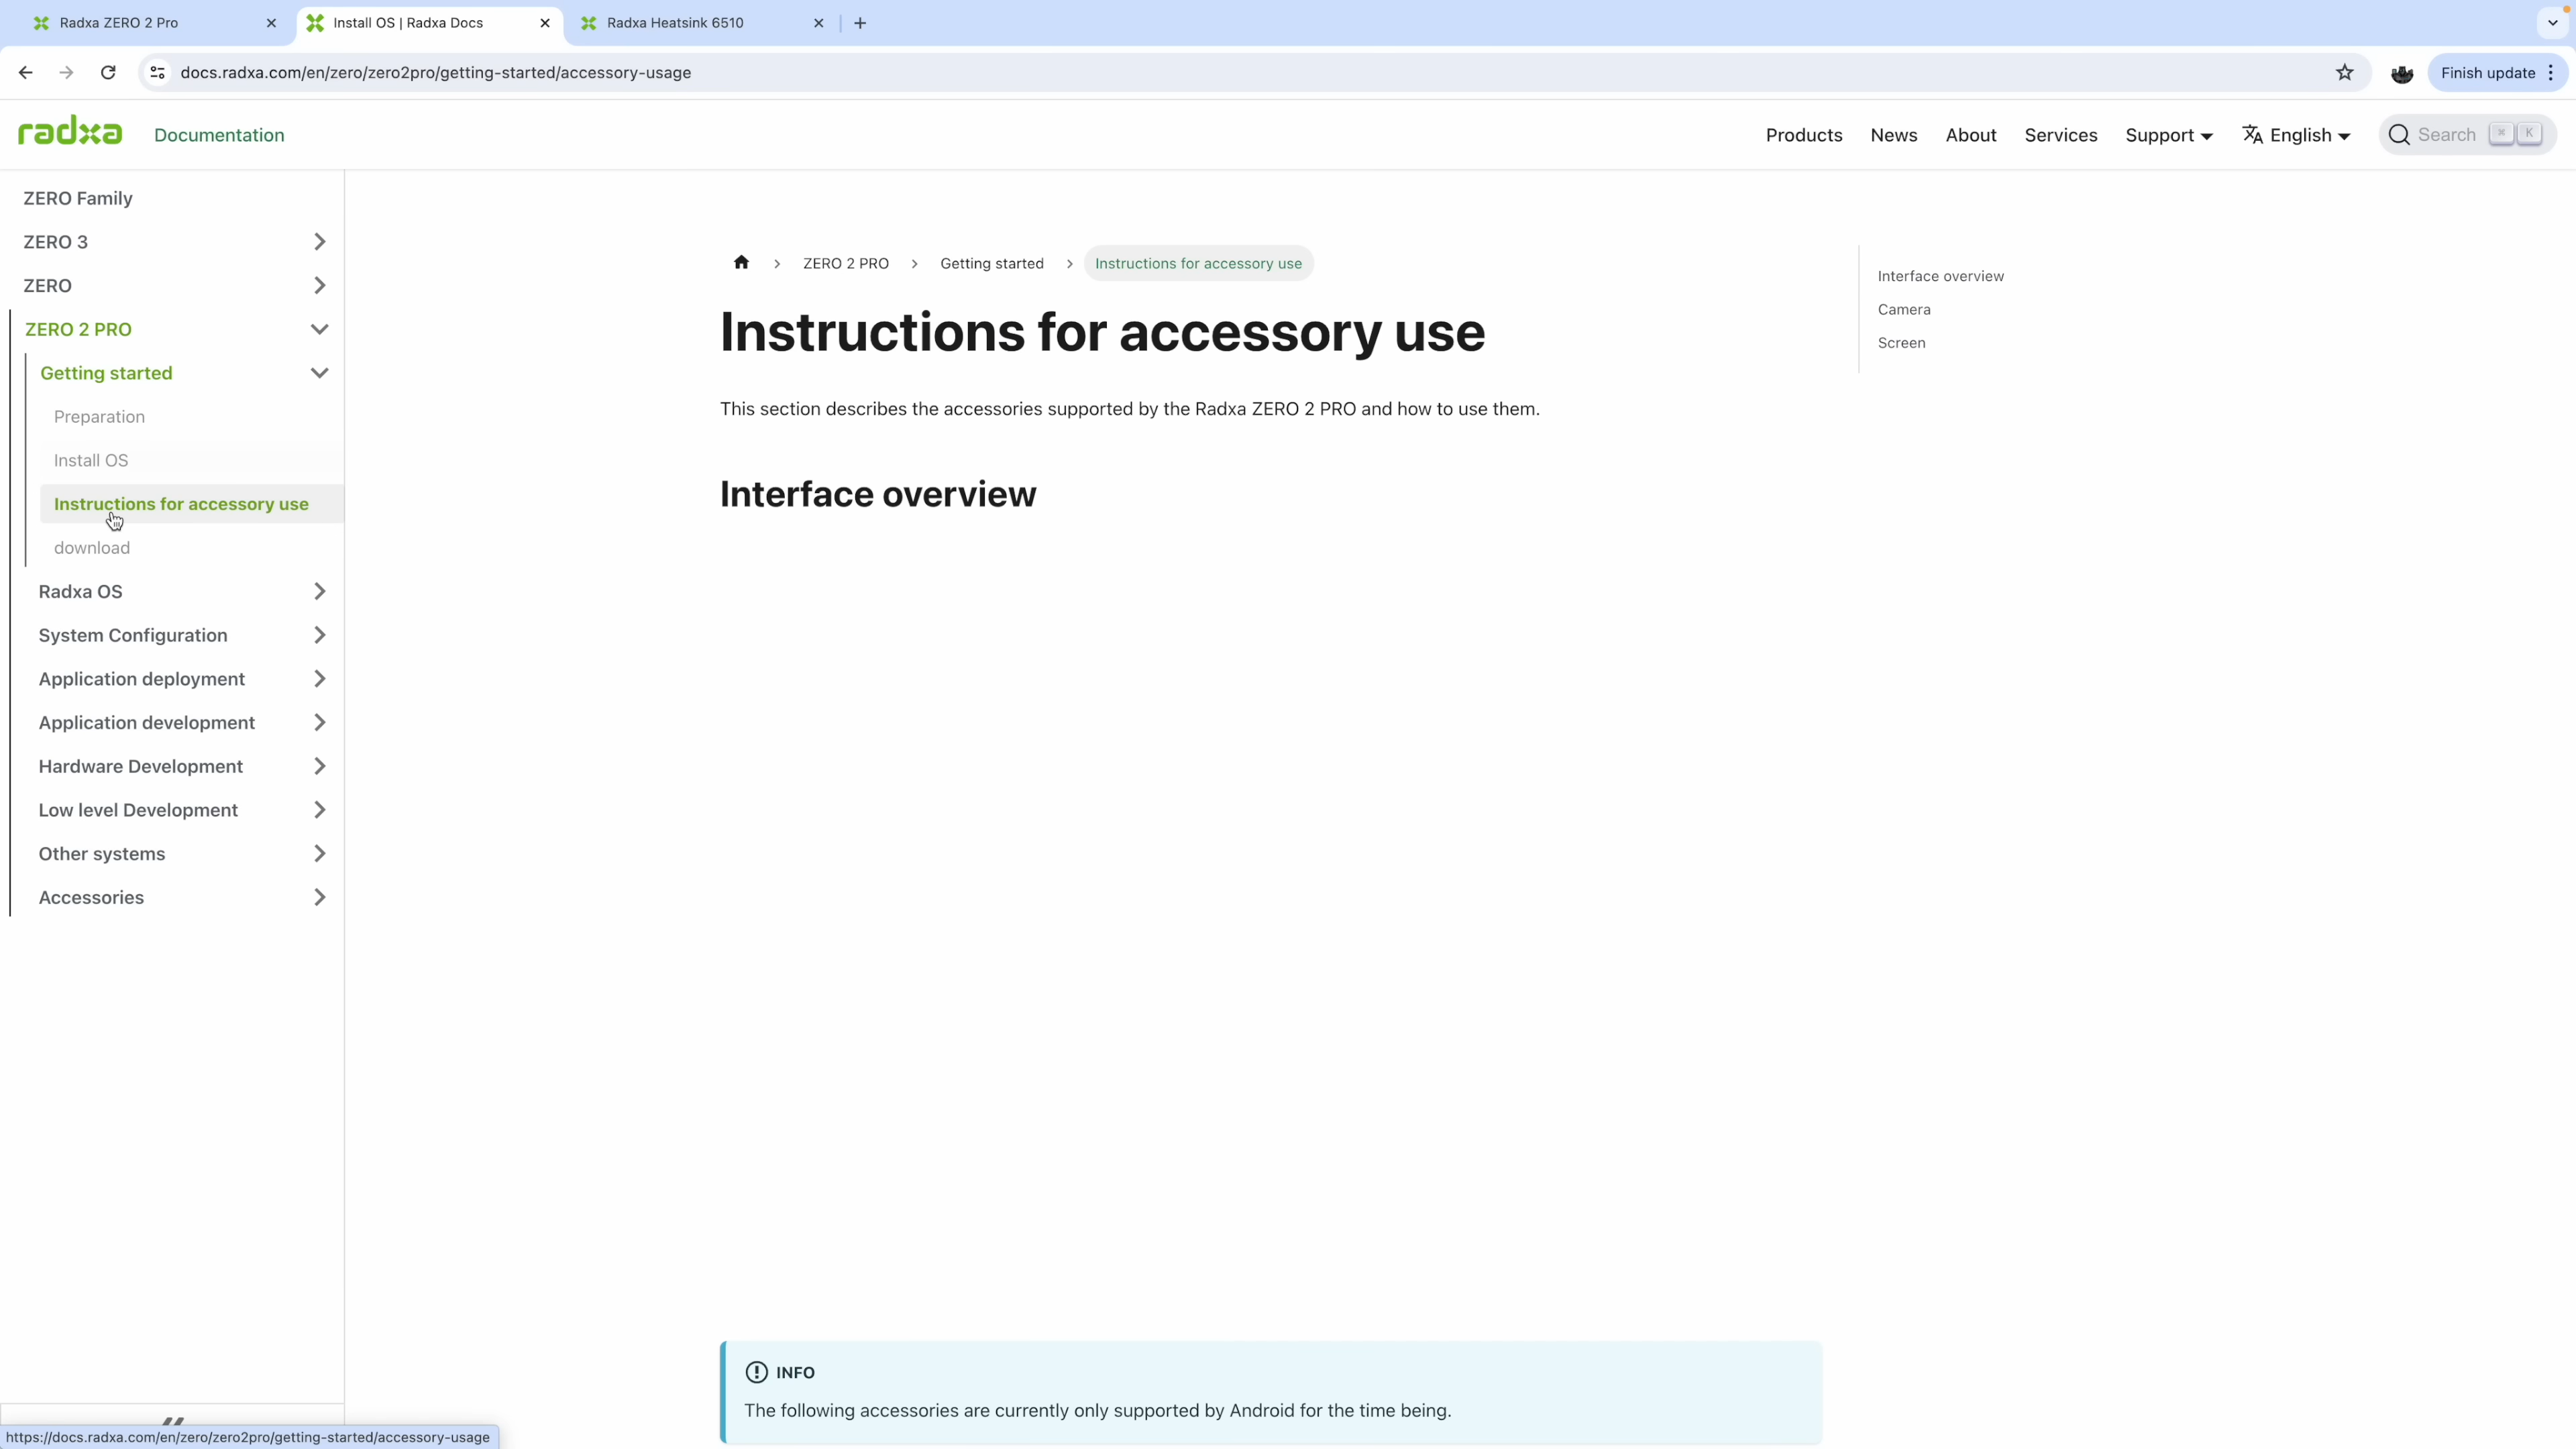 Radxa ZERO 2 Pro
Install OS | Radxa Docs
Radxa Heatsink 6510
docs.radxa.com/en/zero/zero2pro/getting-started/accessory-usage
Finish update
radxa
Documentation
Products
News
About
Services
Support
English
Search
⌘ K
ZERO Family
ZERO 3
ZERO
ZERO 2 PRO
Getting started
Preparation
Install OS
Instructions for accessory use
download
Radxa OS
System Configuration
Application deployment
Application development
Hardware Development
Low level Development
Other systems
Accessories
ZERO 2 PRO
Getting started
Instructions for accessory use
Instructions for accessory use
This section describes the accessories supported by the Radxa ZERO 2 PRO and how to use them.
Interface overview
INFO
The following accessories are currently only supported by Android for the time being.
Interface overview
Camera
Screen
https://docs.radxa.com/en/zero/zero2pro/getting-started/accessory-usage